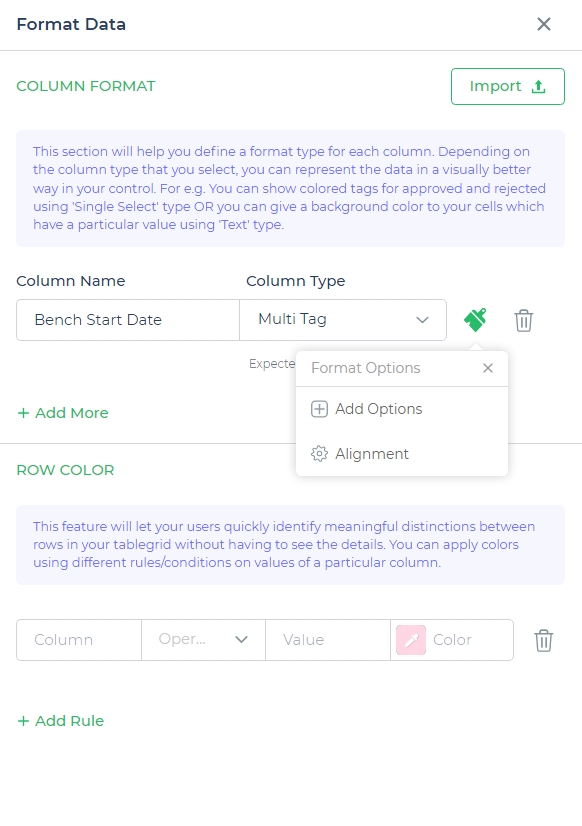 Format Data
COLUMN FORMAT
Import
This section will help you define a format type for each column. Depending on
the column type that you select, you can represent the data in a visually better
way in your control. For e.g. You can show colored tags for approved and rejected
using 'Single Select' type OR you can give a background color to your cells which
have a particular value using 'Text' type.
Column Name
Column Type
Bench Start Date
Multi Tag
Format Options
+ Add More
Add Options
Alignment
ROW COLOR
This feature will let your users quickly identify meaningful distinctions between
rows in your tablegrid without having to see the details. You can apply colors
using different rules/conditions on values of a particular column.
Column
Oper...
Value
Color
+ Add Rule